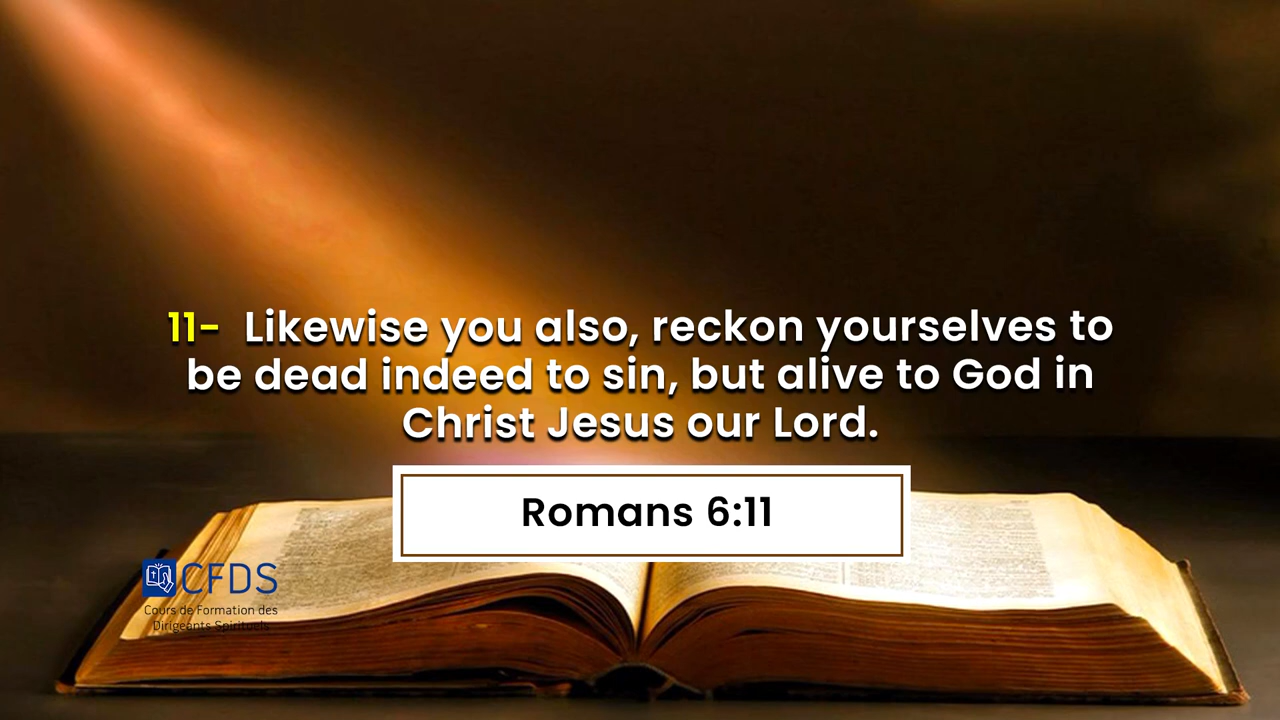 11- Likewise you also, reckon yourselves to
be dead indeed to sin, but alive to God in
Christ Jesus our Lord.
Romans 6:11
CFDS
Cours de Formation des
Dirigeants Spirituels